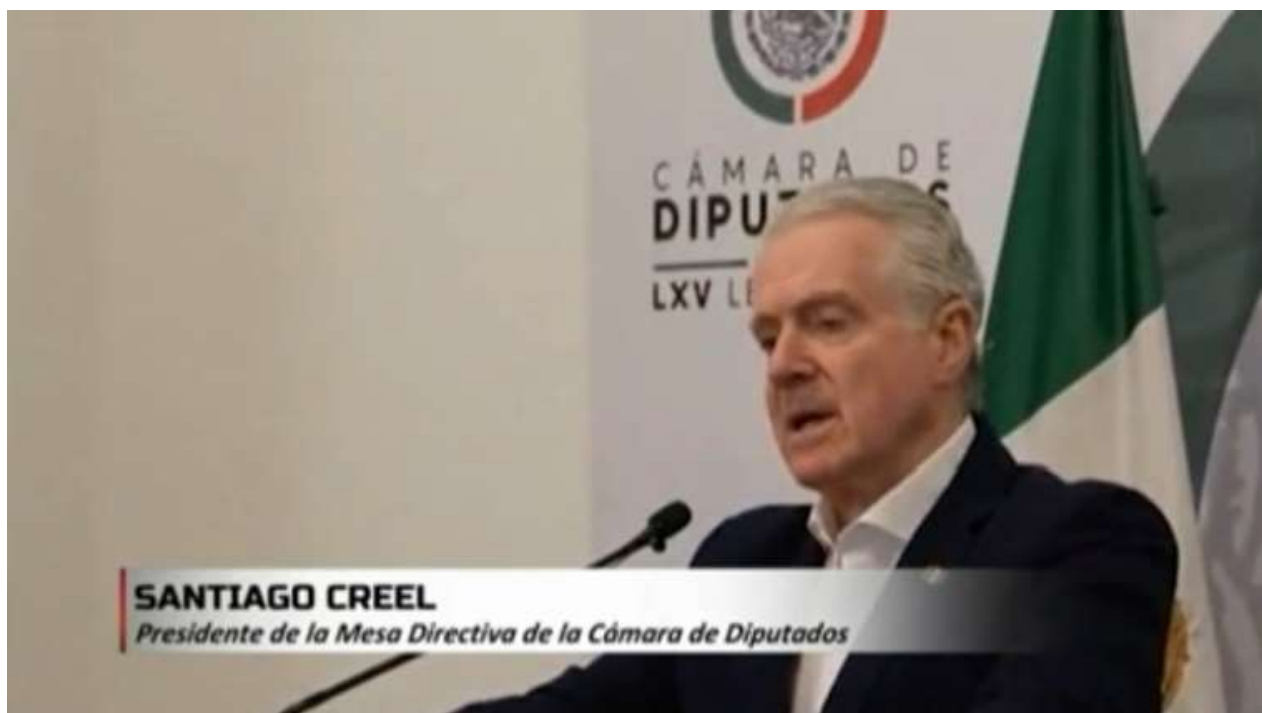 CÁMARA DE
LXV
SANTIAGO CREEL
Presidente de la Mesa Directiva de la Cámara de Diputados